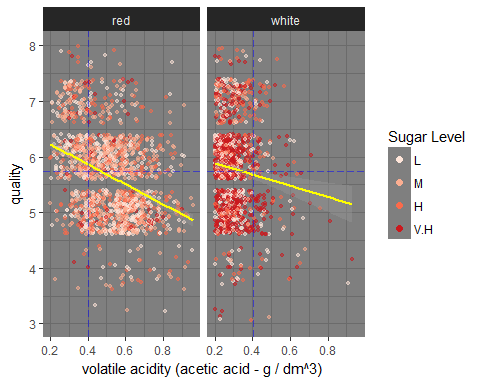 red white
8
7
6
5
4
3
quality
0.2 0.4 0.6 0.8 0.2 0.4 0.6 0.8
volatile acidity (acetic acid - g / dm^3)
Sugar Level
L
M
H
V.H